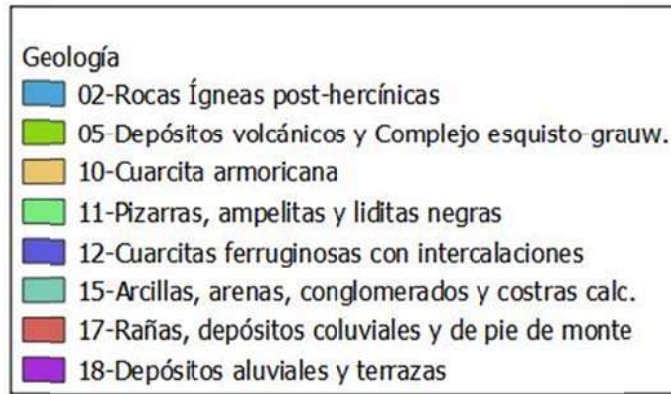 Geología
02-Rocas Ígneas post-hercínicas
05-Depósitos volcánicos y Complejo esquisto grauw.
10-Cuarcita armoricana
11-Pizarras, ampelitas y liditas negras
12-Cuarcitas ferruginosas con intercalaciones
15-Arcillas, arenas, conglomerados y costras calc.
17-Rañas, depósitos coluviales y de pie de monte
18-Depósitos aluviales y terrazas